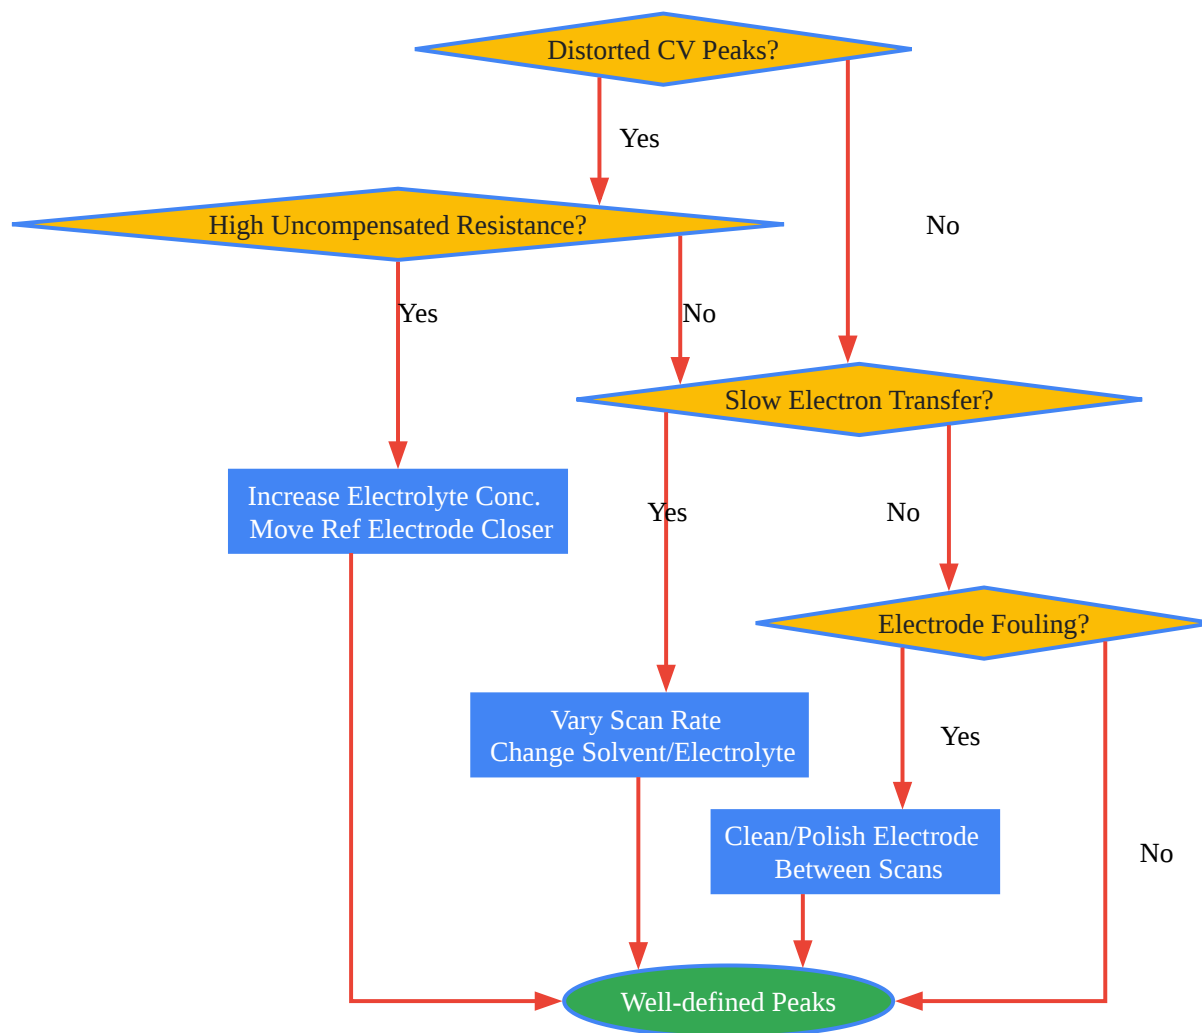 Distorted CV Peaks?
Yes
High Uncompensated Resistance?
No
Yes
No
Slow Electron Transfer?
Increase Electrolyte Conc.
Move Ref Electrode Closer
Yes
No
Electrode Fouling?
Vary Scan Rate
Change Solvent/Electrolyte
Yes
Clean/Polish Electrode
Between Scans
No
Well-defined Peaks